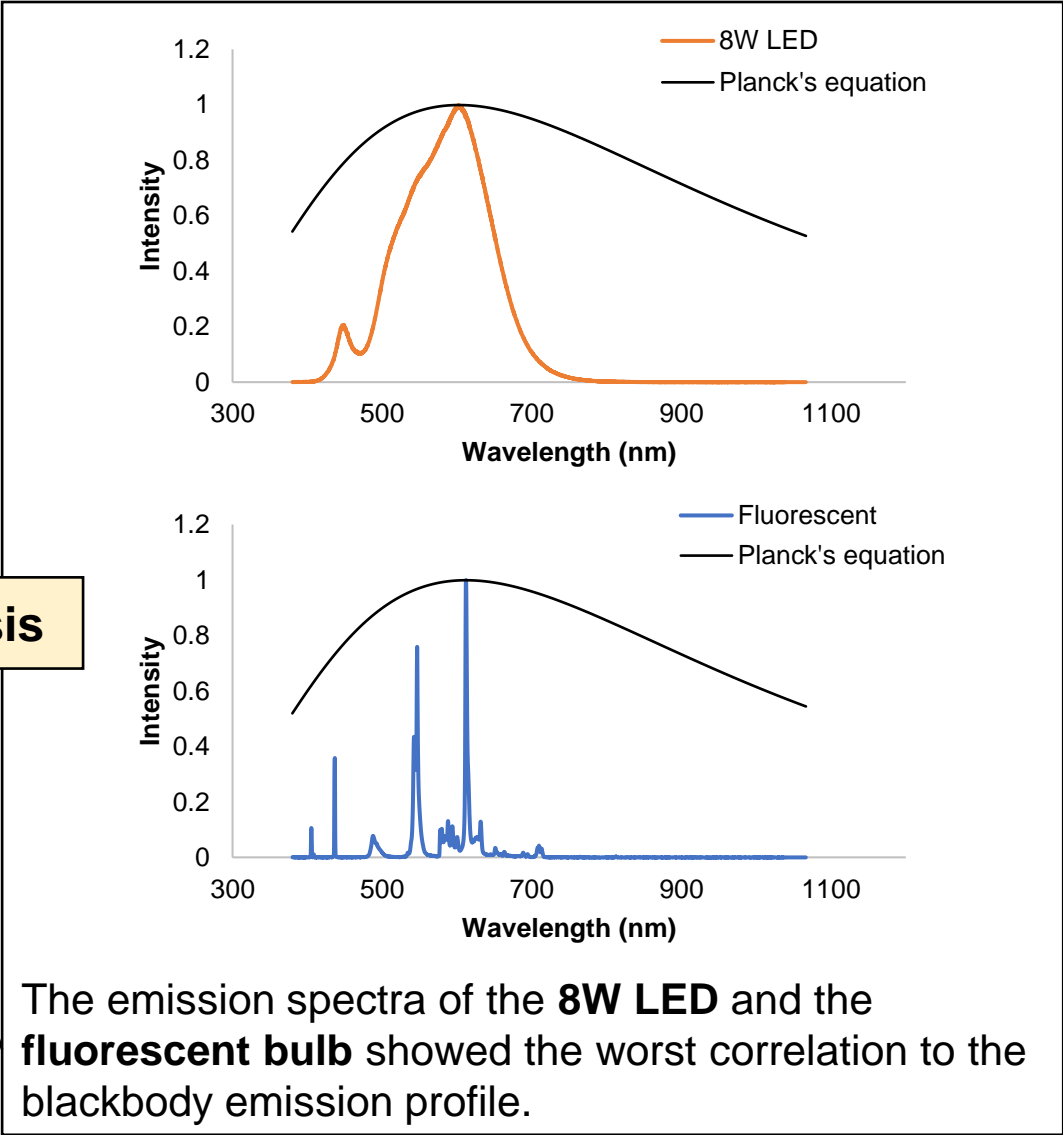 8W LED
Planck's equation
1.2
1
0.8
0.6
0.4
0.2
0
Intensity
300 500 700 900 1100
Wavelength (nm)
Fluorescent
Planck's equation
1.2
1
0.8
0.6
0.4
0.2
0
Intensity
300 500 700 900 1100
Wavelength (nm)
The emission spectra of the 8W LED and the
fluorescent bulb showed the worst correlation to the
blackbody emission profile.